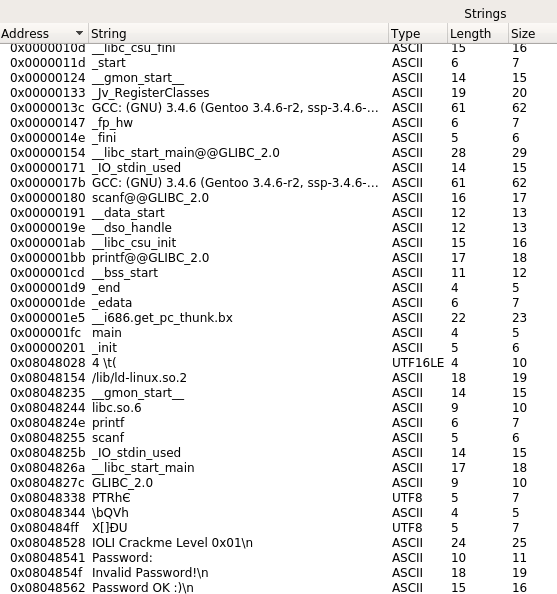 Strings
Address String Type Length Size
0x0000010d __libc_csu_fini ASCII 15 16
0x0000011d _start ASCII 6 7
0x00000124 __gmon_start__ ASCII 14 15
0x00000133 _Jv_RegisterClasses ASCII 19 20
0x0000013c GCC: (GNU) 3.4.6 (Gentoo 3.4.6-r2, ssp-3.4.6-... ASCII 61 62
0x00000147 _fp_hw ASCII 6 7
0x0000014e _fini ASCII 5 6
0x00000154 __libc_start_main@@GLIBC_2.0 ASCII 28 29
0x00000171 _IO_stdin_used ASCII 14 15
0x0000017b GCC: (GNU) 3.4.6 (Gentoo 3.4.6-r2, ssp-3.4.6-... ASCII 61 62
0x00000180 scanf@@GLIBC_2.0 ASCII 16 17
0x00000191 __data_start ASCII 12 13
0x0000019e __dso_handle ASCII 12 13
0x000001ab __libc_csu_init ASCII 15 16
0x000001bb printf@@GLIBC_2.0 ASCII 17 18
0x000001cd __bss_start ASCII 11 12
0x000001d9 _end ASCII 4 5
0x000001de _edata ASCII 6 7
0x000001e5 __i686.get_pc_thunk.bx ASCII 22 23
0x000001fc main ASCII 4 5
0x00000201 _init ASCII 5 6
0x08048028 4 \t( UTF16LE 4 10
0x08048154 /lib/ld-linux.so.2 ASCII 18 19
0x08048235 __gmon_start__ ASCII 14 15
0x08048244 libc.so.6 ASCII 9 10
0x0804824e printf ASCII 6 7
0x08048255 scanf ASCII 5 6
0x0804825b _IO_stdin_used ASCII 14 15
0x0804826a __libc_start_main ASCII 17 18
0x0804827c GLIBC_2.0 ASCII 9 10
0x08048338 PTRhЄ UTF8 5 7
0x08048344 \bQVh ASCII 4 5
0x080484ff X[]ÐU UTF8 5 7
0x08048528 IOLI Crackme Level 0x01\n ASCII 24 25
0x08048541 Password: ASCII 10 11
0x0804854f Invalid Password!\n ASCII 18 19
0x08048562 Password OK :)\n ASCII 15 16